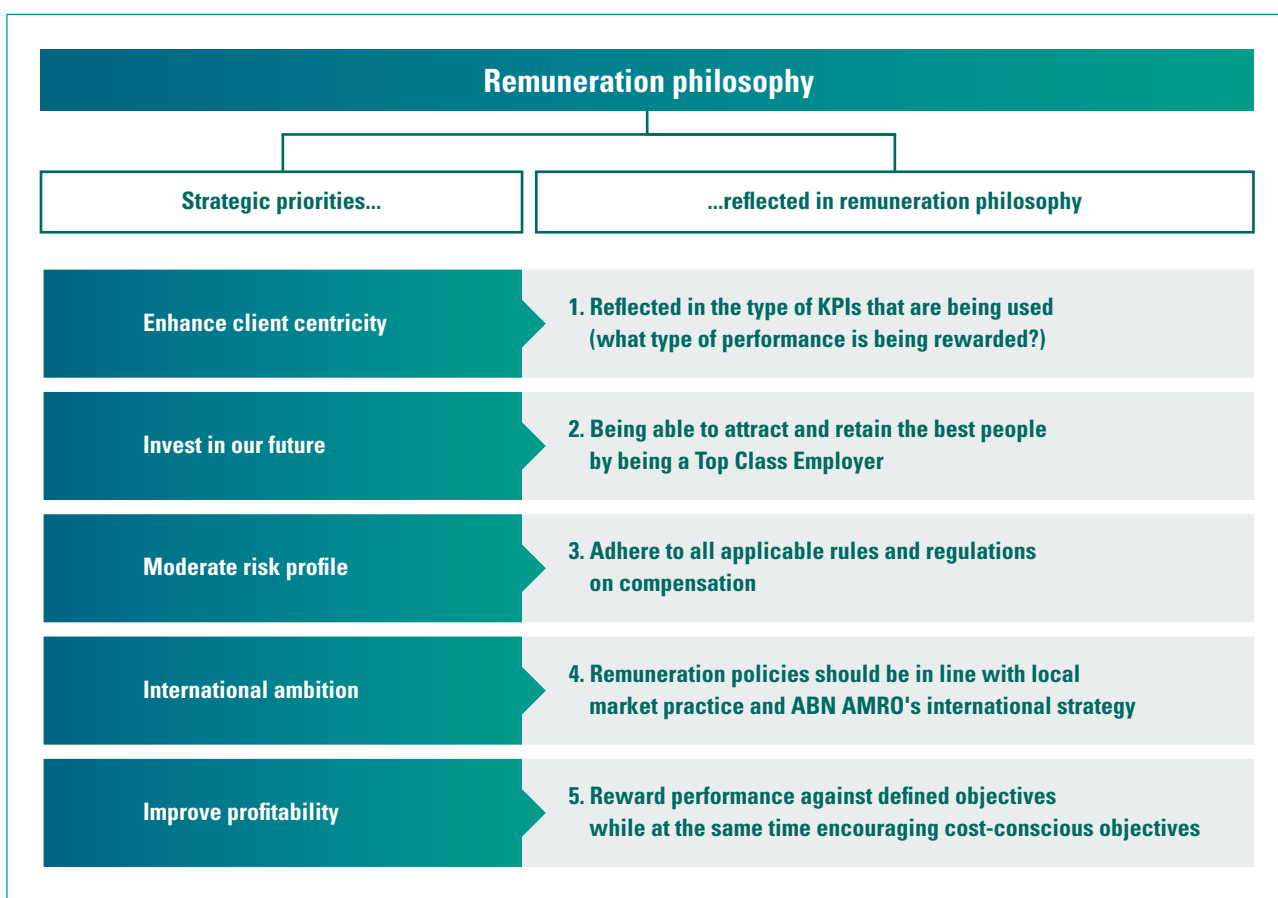 Remuneration philosophy
Strategic priorities...
...reflected in remuneration philosophy
Enhance client centricity
1. Reflected in the type of KPIs that are being used
(what type of performance is being rewarded?)
Invest in our future
2. Being able to attract and retain the best people
by being a Top Class Employer
Moderate risk profile
3. Adhere to all applicable rules and regulations
on compensation
International ambition
4. Remuneration policies should be in line with local
market practice and ABN AMRO's international strategy
Improve profitability
5. Reward performance against defined objectives
while at the same time encouraging cost-conscious objectives